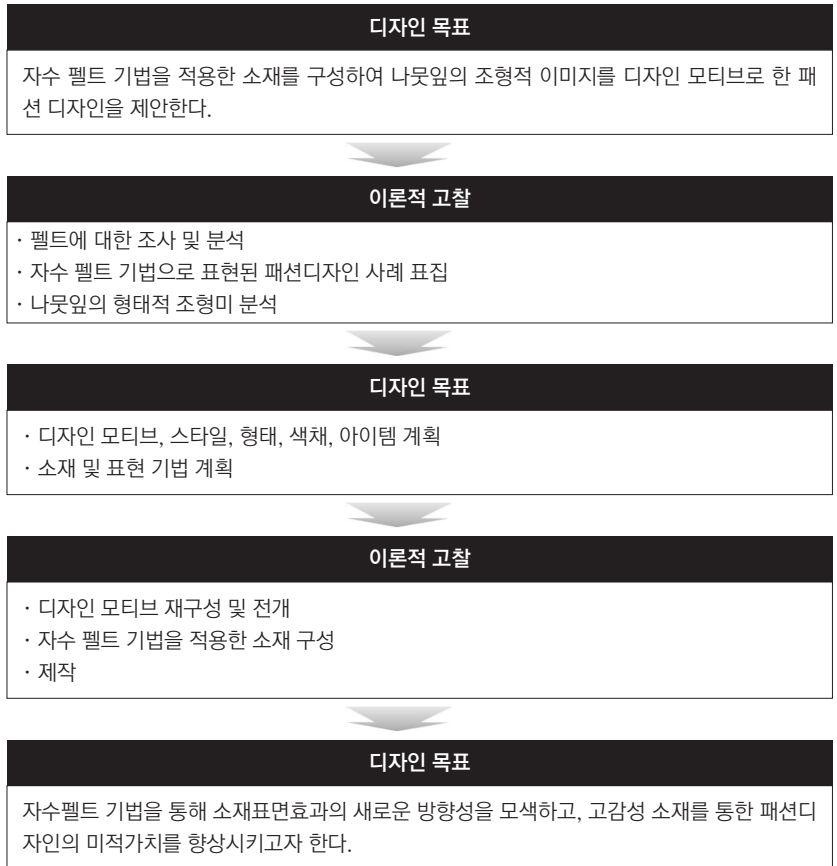 디자인 목표
자수 펠트 기법을 적용한 소재를 구성하여 나뭇잎의 조형적 이미지를 디자인 모티브로 한 패
션 디자인을 제안한다.
이론적 고찰
· 펠트에 대한 조사 및 분석
· 자수 펠트 기법으로 표현된 패션디자인 사례 표집
· 나뭇잎의 형태적 조형미 분석
디자인 목표
· 디자인 모티브, 스타일, 형태, 색채, 아이템 계획
· 소재 및 표현 기법 계획
이론적 고찰
· 디자인 모티브 재구성 및 전개
· 자수 펠트 기법을 적용한 소재 구성
· 제작
디자인 목표
자수펠트 기법을 통해 소재표면효과의 새로운 방향성을 모색하고, 고감성 소재를 통한 패션디
자인의 미적가치를 향상시키고자 한다.